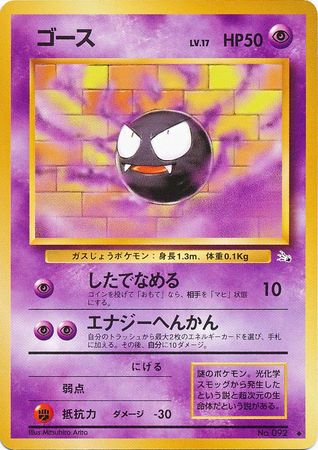 ゴース LV.17 HP50
ガスじょうポケモン：身長1.3m、体重0.1Kg
したでなめる 10
コインを投げて「おもて」なら、相手を「マヒ」状態
にする。
エナジーへんかん
自分のトラッシュから最大2枚のエネルギーカードを選び、手
札に加える。その後、自分に10ダメージ。
にげる
弱点
抵抗力 ダメージ -30
謎のポケモン。光化学
スモッグから発生した
という説と超次元の生
命体だという説がある。
Illus. Mitsuhiro Arita
No.092